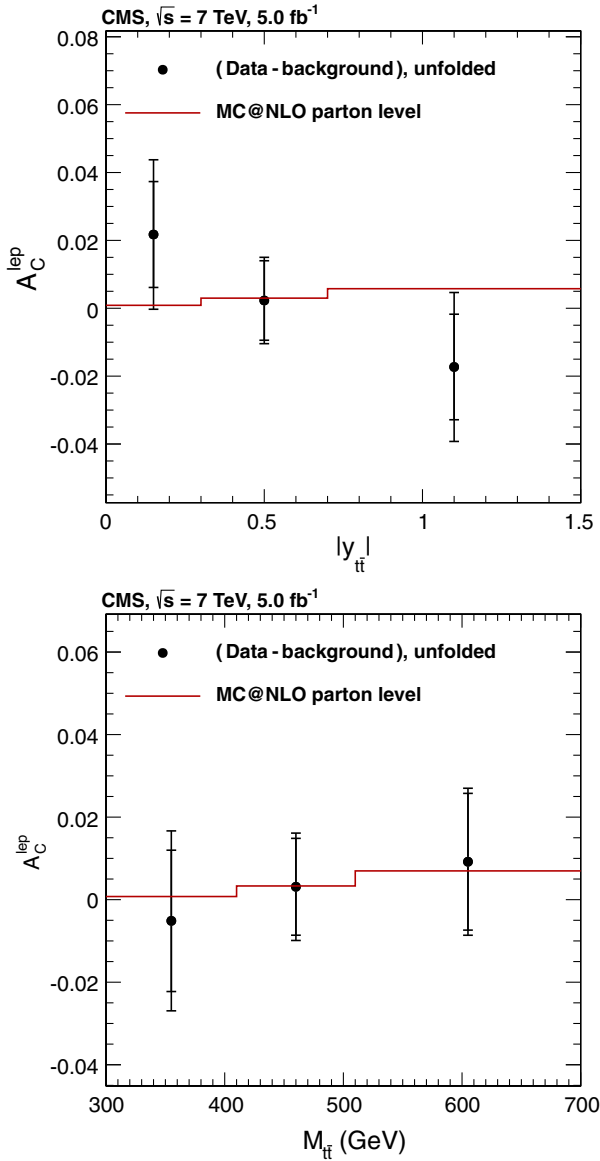 CMS, √s = 7 TeV, 5.0 fb⁻¹
0.08
(Data - background), unfolded
0.06
MC@NLO parton level
0.04
0.02
0
-0.02
-0.04
A_C^lep
0 0.5 1 1.5
|y_tt̄|
CMS, √s = 7 TeV, 5.0 fb⁻¹
(Data - background), unfolded
0.06
MC@NLO parton level
0.04
0.02
0
-0.02
-0.04
A_C^lep
300 400 500 600 700
M_tt̄ (GeV)